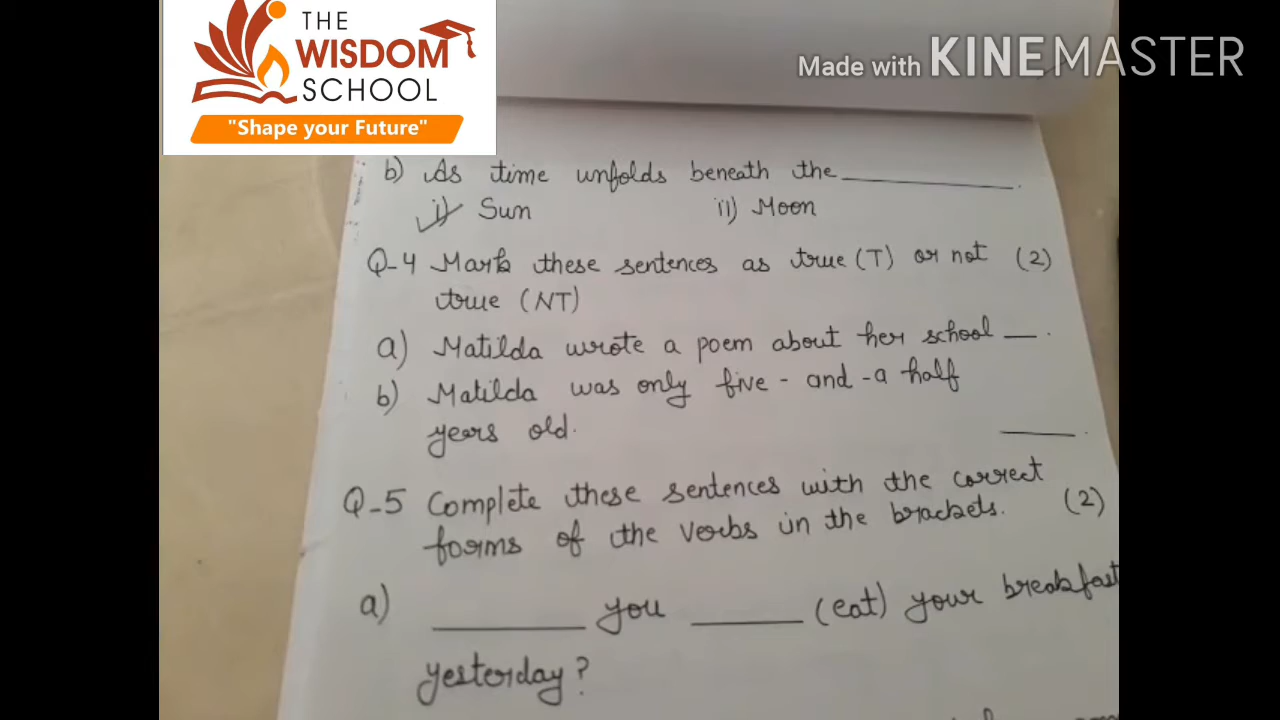 THE
WISDOM
SCHOOL
"Shape your Future"
Made with KINEMASTER
b) As time unfolds beneath the ________.
i) Sun ii) Moon
Q-4 Mark these sentences as true (T) or not (2)
true (NT)
a) Matilda wrote a poem about her school __.
b) Matilda was only five-and-a half
years old. ____.
Q-5 Complete these sentences with the correct
forms of the verbs in the brackets. (2)
a) ________ you ______ (eat) your breakfast
yesterday?